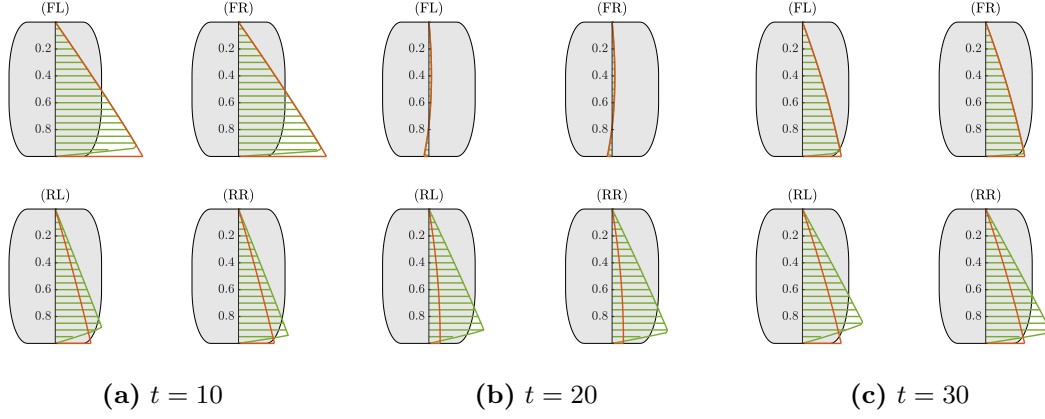 (FL) (FR) (FL) (FR) (FL) (FR)
0.2 0.2 0.2 0.2 0.2 0.2
0.4 0.4 0.4 0.4 0.4 0.4
0.6 0.6 0.6 0.6 0.6 0.6
0.8 0.8 0.8 0.8 0.8 0.8
(RL) (RR) (RL) (RR) (RL) (RR)
0.2 0.2 0.2 0.2 0.2 0.2
0.4 0.4 0.4 0.4 0.4 0.4
0.6 0.6 0.6 0.6 0.6 0.6
0.8 0.8 0.8 0.8 0.8 0.8
(a) t = 10 (b) t = 20 (c) t = 30